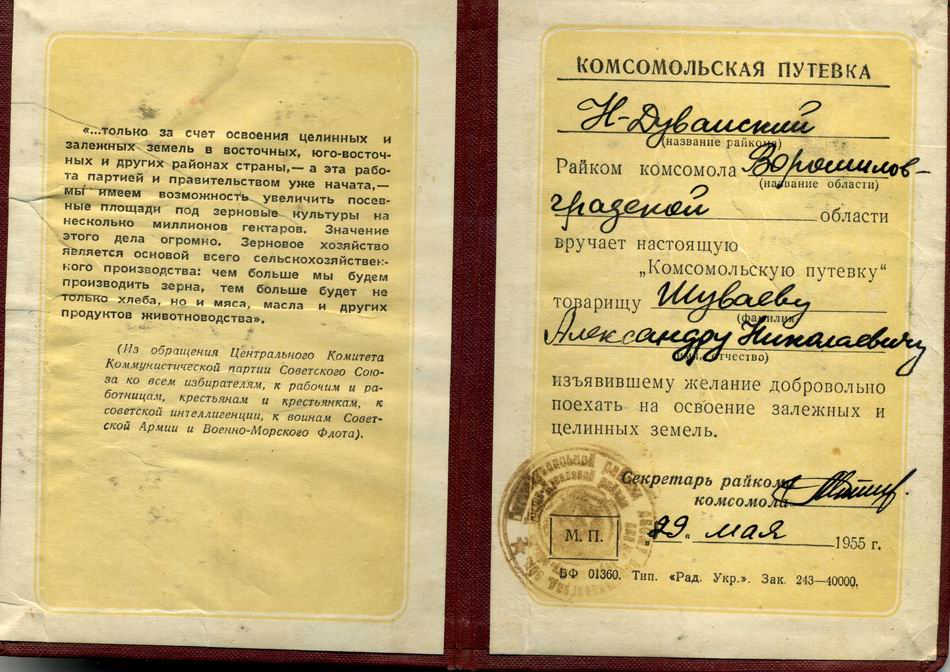 «...только за счет освоения целинных и
залежных земель в восточных, юго-восточ-
ных и других районах страны,— а эта рабо-
та партией и правительством уже начата,—
мы имеем возможность увеличить посев-
ные площади под зерновые культуры на
несколько миллионов гектаров. Значение
этого дела огромно. Зерновое хозяйство
является основой всего сельскохозяйствен-
ного производства: чем больше мы будем
производить зерна, тем больше будет не
только хлеба, но и мяса, масла и других
продуктов животноводства».
(Из обращения Центрального Комитета
Коммунистической партии Советского Сою-
за ко всем избирателям, к рабочим и ра-
ботницам, крестьянам и крестьянкам, к
советской интеллигенции, к воинам Совет-
ской Армии и Военно-Морского Флота).
КОМСОМОЛЬСКАЯ ПУТЕВКА
Н-Дуванский
(название райкома)
Райком комсомола Ворошилов-
(название области)
градской области
вручает настоящую
„Комсомольскую путевку“
товарищу Шуваеву
(фамилия)
Александру Николаевичу
(имя, отчество)
изъявившему желание добровольно
поехать на освоение залежных и
целинных земель.
Секретарь райкома
комсомола
М. П.
„29“ мая 1955 г.
БФ 01360. Тип. «Рад. Укр.». Зак. 243—40000.